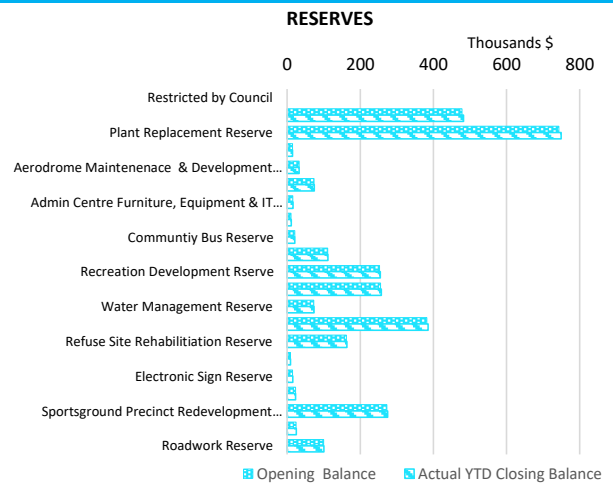 RESERVES
Thousands $
0 200 400 600 800
Restricted by Council
Plant Replacement Reserve
Aerodrome Maintenenace & Development...
Admin Centre Furniture, Equipment & IT...
Communtiy Bus Reserve
Recreation Development Rserve
Water Management Reserve
Refuse Site Rehabilitiation Reserve
Electronic Sign Reserve
Sportsground Precinct Redevelopment...
Roadwork Reserve
Opening Balance Actual YTD Closing Balance